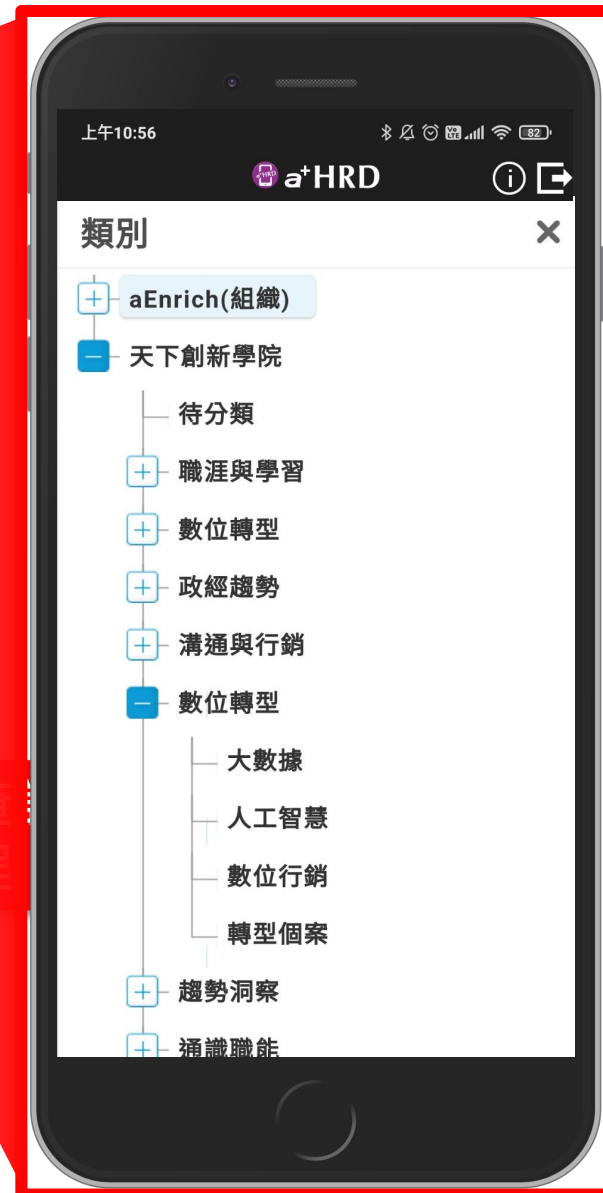 上午10:56
82
a+HRD
類別
aEnrich(組織)
天下創新學院
待分類
職涯與學習
數位轉型
政經趨勢
溝通與行銷
數位轉型
大數據
人工智慧
數位行銷
轉型個案
趨勢洞察
通識職能